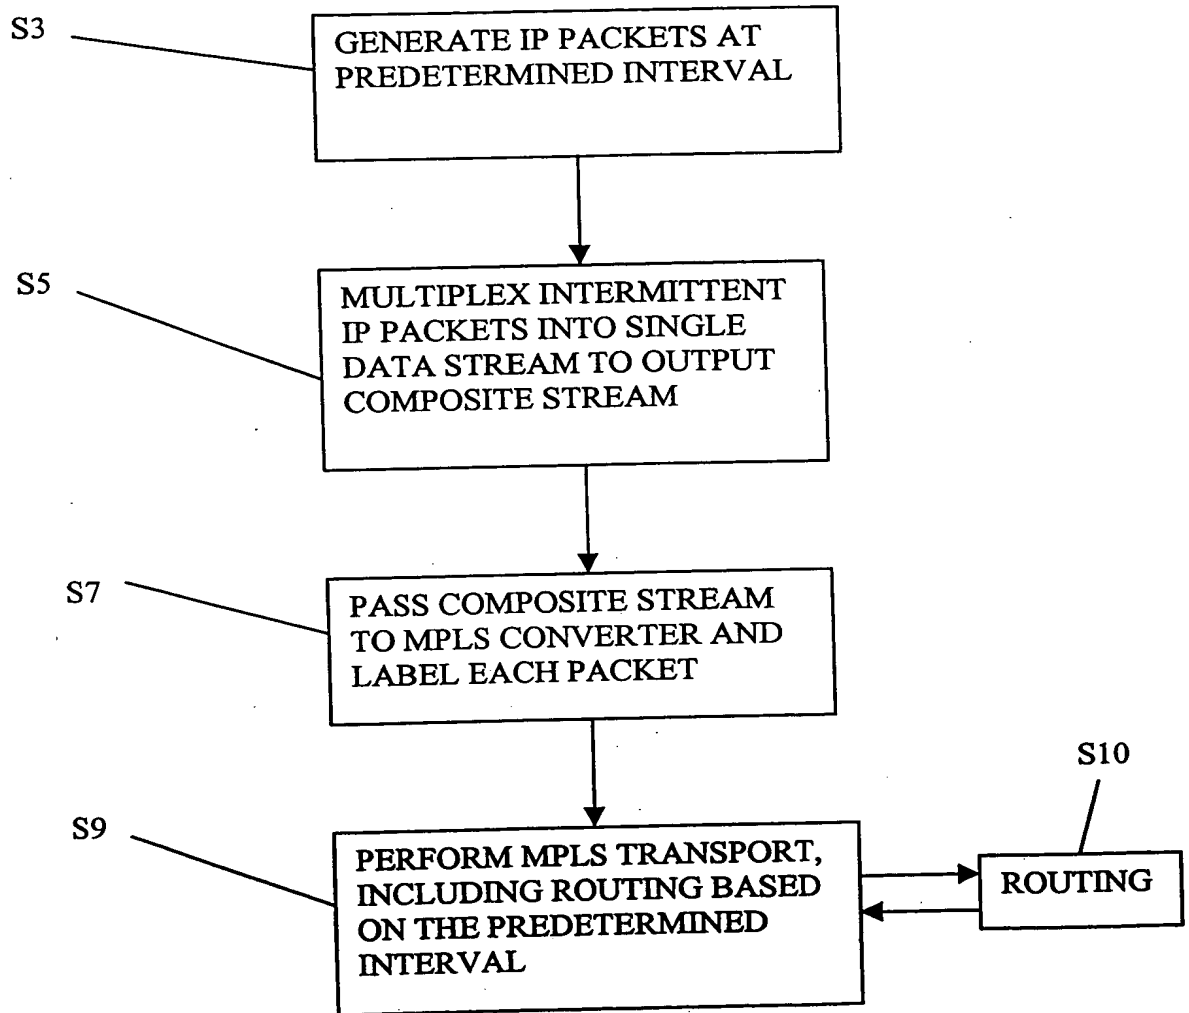 S3
GENERATE IP PACKETS AT
PREDETERMINED INTERVAL
S5
MULTIPLEX INTERMITTENT
IP PACKETS INTO SINGLE
DATA STREAM TO OUTPUT
COMPOSITE STREAM
S7
PASS COMPOSITE STREAM
TO MPLS CONVERTER AND
LABEL EACH PACKET
S9
PERFORM MPLS TRANSPORT,
INCLUDING ROUTING BASED
ON THE PREDETERMINED
INTERVAL
S10
ROUTING